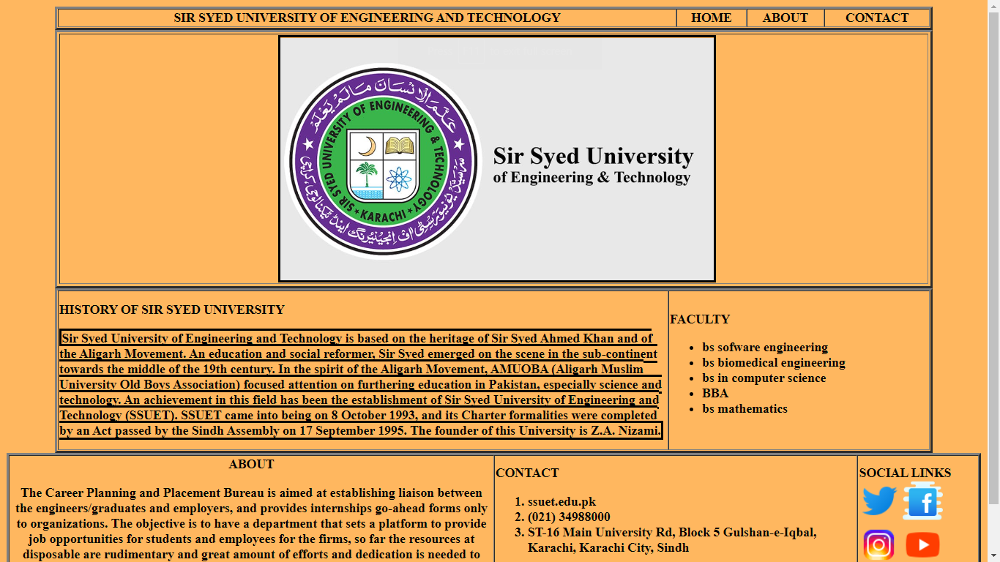 SIR SYED UNIVERSITY OF ENGINEERING AND TECHNOLOGY HOME ABOUT CONTACT
علّم الانسان مالم یعلم
SIR SYED UNIVERSITY OF ENGINEERING & TECHNOLOGY
★ KARACHI ★
سرسیّد یونیورسٹی آف انجینیئرنگ اینڈ ٹیکنالوجی، کراچی
Sir Syed University
of Engineering & Technology
HISTORY OF SIR SYED UNIVERSITY
Sir Syed University of Engineering and Technology is based on the heritage of Sir Syed Ahmed Khan and of
the Aligarh Movement. An education and social reformer, Sir Syed emerged on the scene in the sub-continent
towards the middle of the 19th century. In the spirit of the Aligarh Movement, AMUOBA (Aligarh Muslim
University Old Boys Association) focused attention on furthering education in Pakistan, especially science and
technology. An achievement in this field has been the establishment of Sir Syed University of Engineering and
Technology (SSUET). SSUET came into being on 8 October 1993, and its Charter formalities were completed
by an Act passed by the Sindh Assembly on 17 September 1995. The founder of this University is Z.A. Nizami.
FACULTY
• bs sofware engineering
• bs biomedical engineering
• bs in computer science
• BBA
• bs mathematics
ABOUT
The Career Planning and Placement Bureau is aimed at establishing liaison between
the engineers/graduates and employers, and provides internships go-ahead forms only
to organizations. The objective is to have a department that sets a platform to provide
job opportunities for students and employees for the firms, so far the resources at
disposable are rudimentary and great amount of efforts and dedication is needed to
CONTACT
1. ssuet.edu.pk
2. (021) 34988000
3. ST-16 Main University Rd, Block 5 Gulshan-e-Iqbal,
Karachi, Karachi City, Sindh
SOCIAL LINKS
f